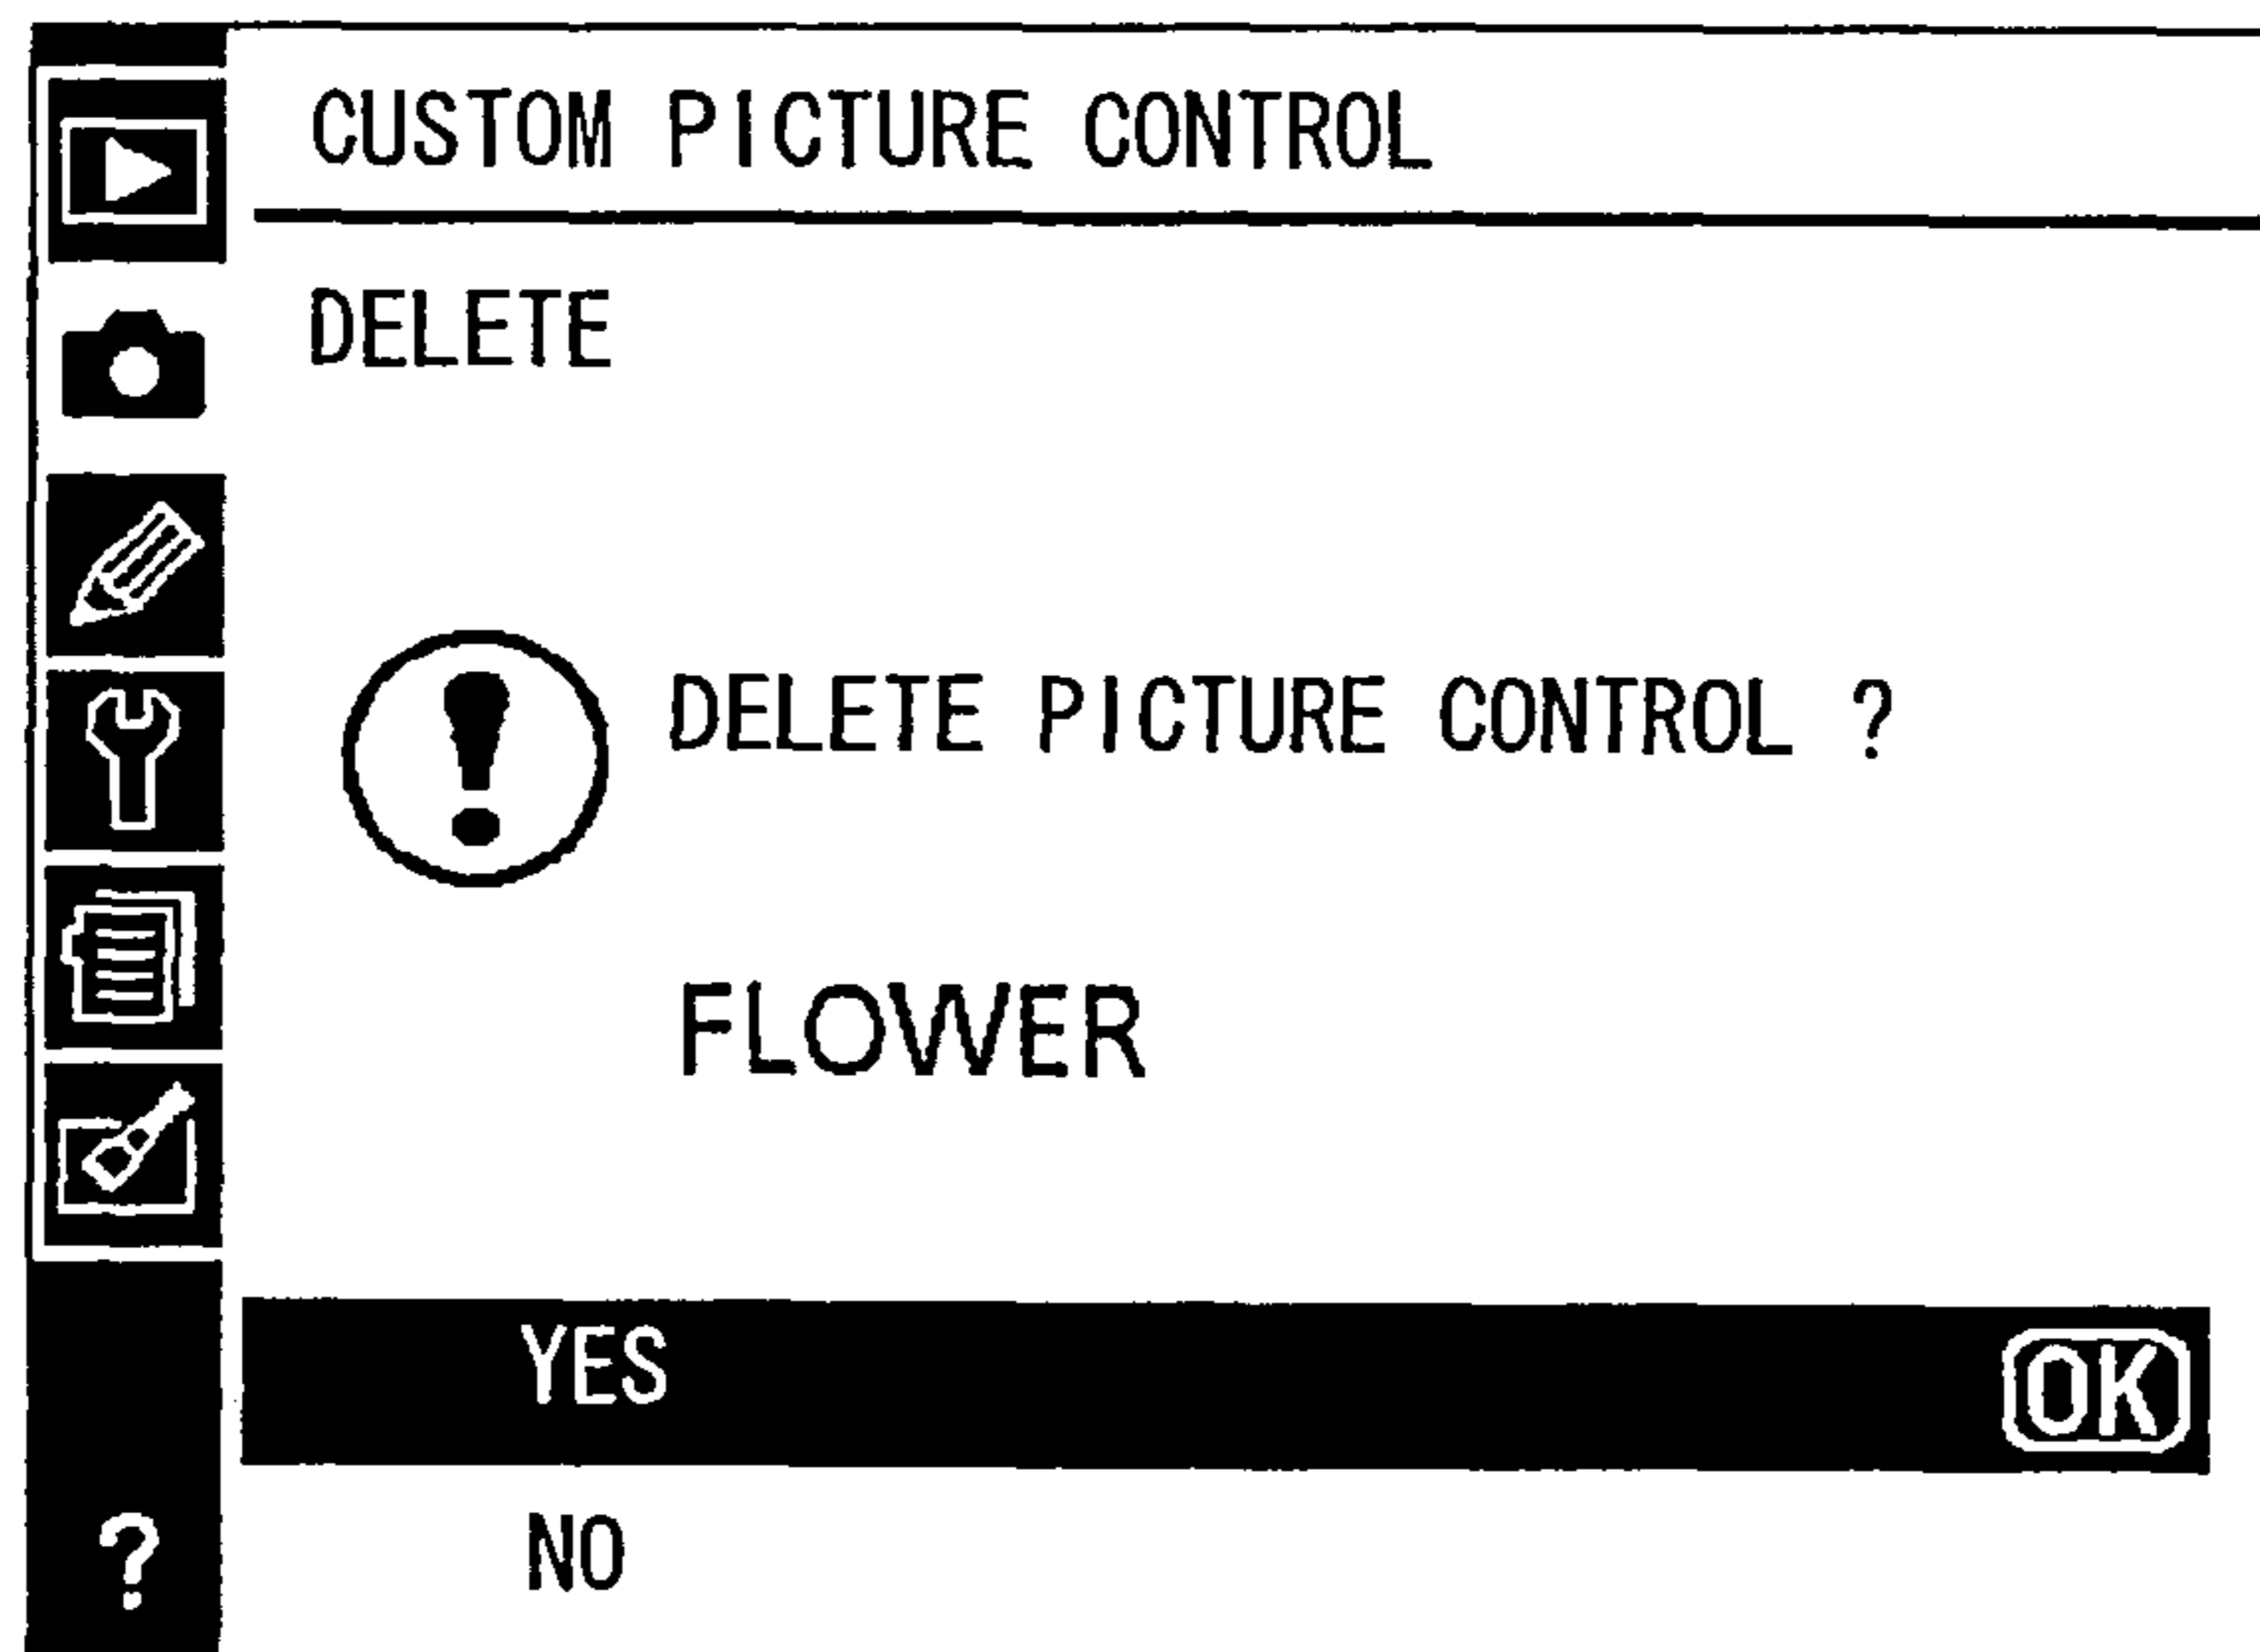 CUSTOM PICTURE CONTROL
DELETE
DELETE PICTURE CONTROL ?
FLOWER
YES OK
NO
?